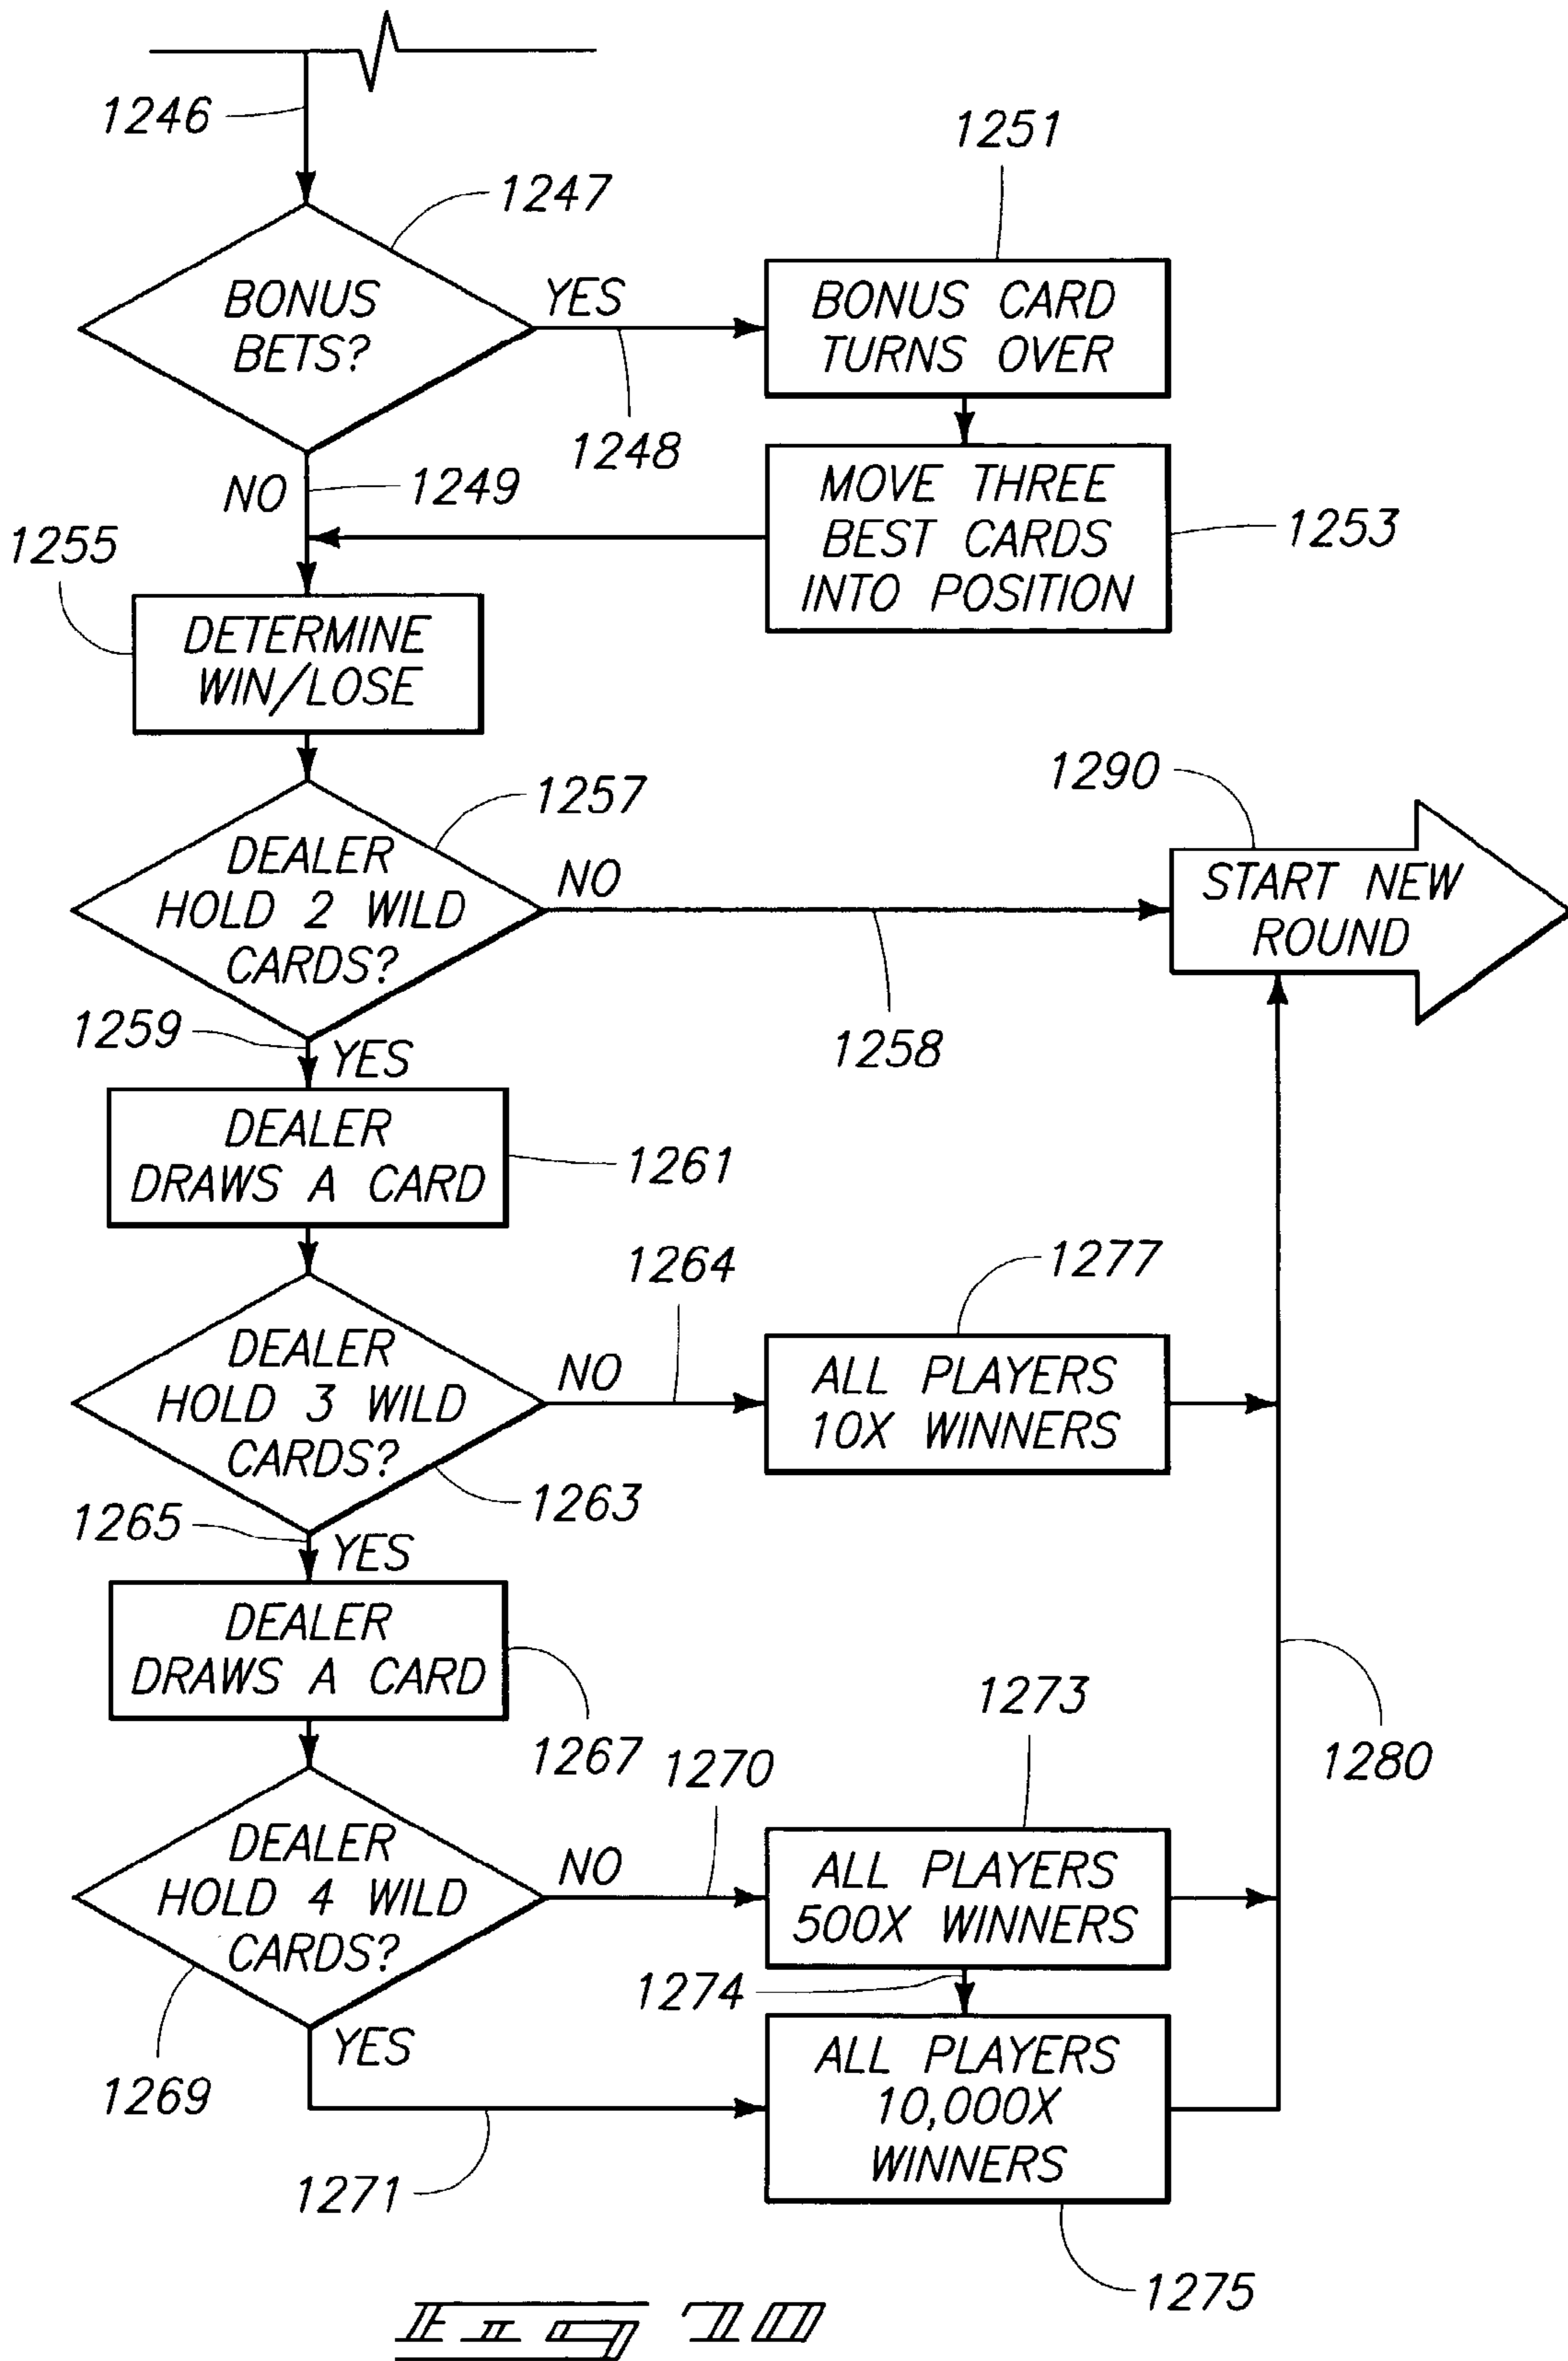 1246
1251
1247
BONUS
BETS?
YES
BONUS CARD
TURNS OVER
1248
NO
1249
MOVE THREE
BEST CARDS
INTO POSITION
1253
1255
DETERMINE
WIN/LOSE
1257
1290
DEALER
HOLD 2 WILD
CARDS?
NO
START NEW
ROUND
1259
YES
1258
DEALER
DRAWS A CARD
1261
1264
1277
DEALER
HOLD 3 WILD
CARDS?
NO
ALL PLAYERS
10X WINNERS
1263
1265
YES
DEALER
DRAWS A CARD
1273
1267
1270
1280
DEALER
HOLD 4 WILD
CARDS?
NO
ALL PLAYERS
500X WINNERS
1274
YES
1269
ALL PLAYERS
10,000X
WINNERS
1271
1275
FIG 70